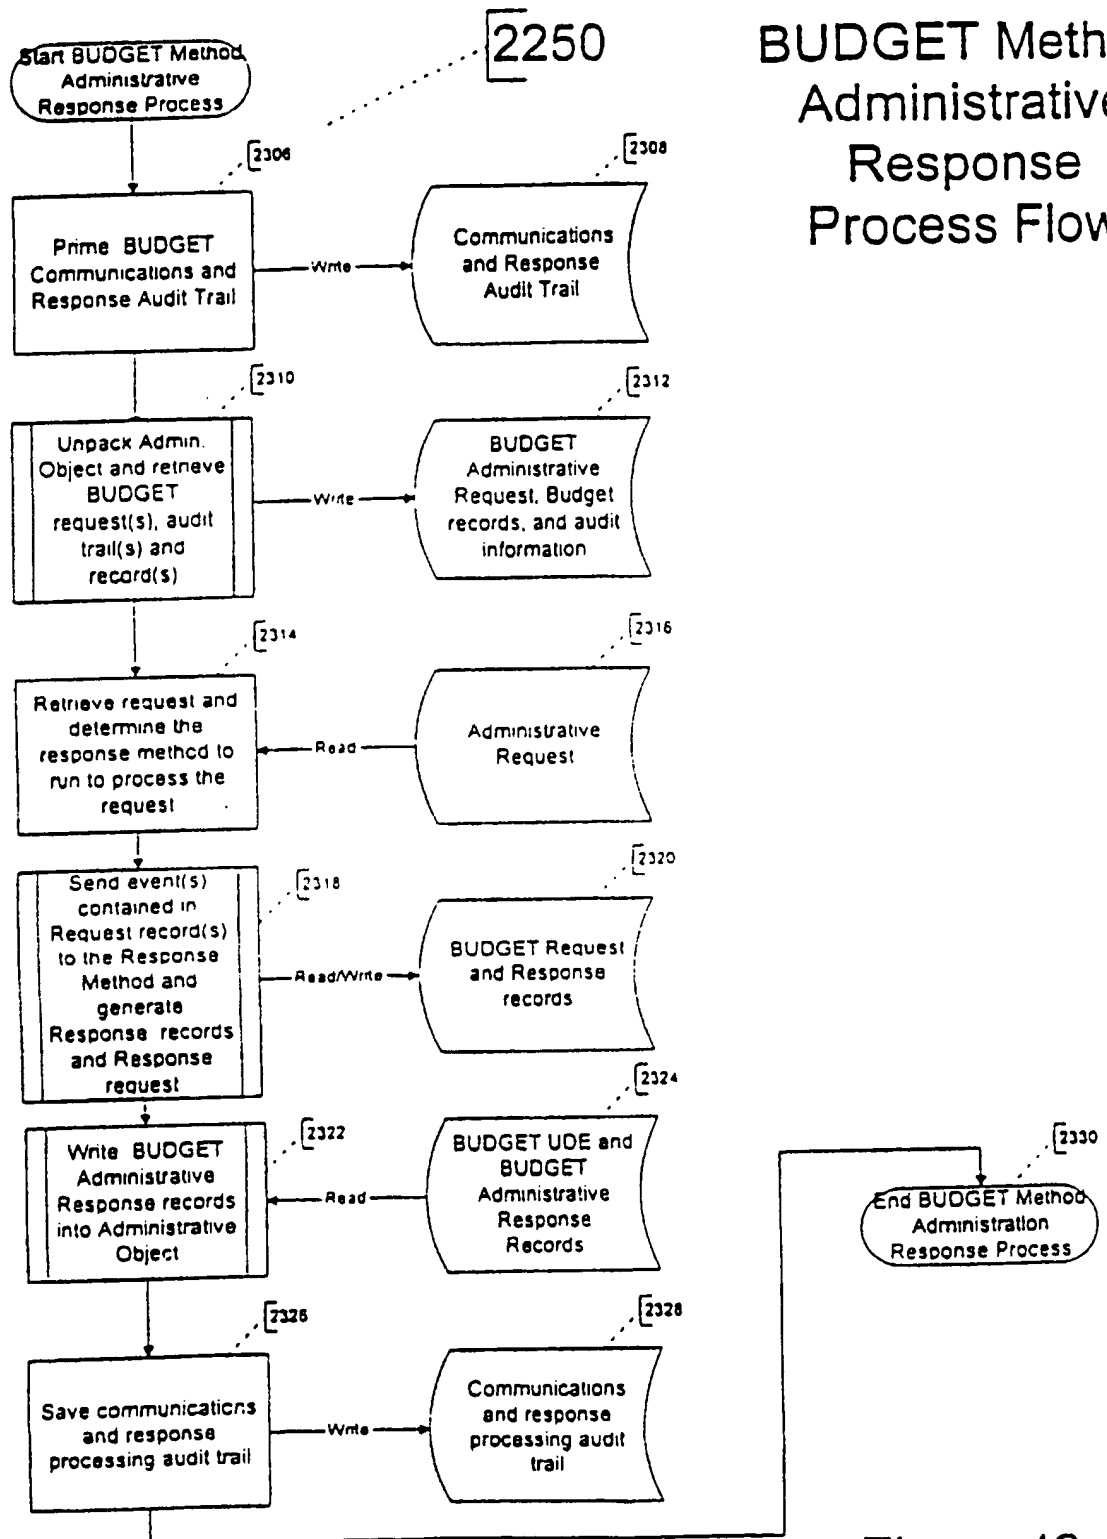 2250
BUDGET Meth
Administrative
Response
Process Flow
Start BUDGET Method
Administrative
Response Process
2306
Prime BUDGET
Communications and
Response Audit Trail
Write
2308
Communications
and Response
Audit Trail
2310
Unpack Admin.
Object and retrieve
BUDGET
request(s), audit
trail(s) and
record(s)
Write
2312
BUDGET
Administrative
Request, Budget
records, and audit
information
2314
Retrieve request and
determine the
response method to
run to process the
request
Read
2316
Administrative
Request
2318
Send event(s)
contained in
Request record(s)
to the Response
Method and
generate
Response records
and Response
request
Read/Write
2320
BUDGET Request
and Response
records
2322
Write BUDGET
Administrative
Response records
into Administrative
Object
Read
2324
BUDGET UDE and
BUDGET
Administrative
Response
Records
2326
Save communications
and response
processing audit trail
Write
2328
Communications
and response
processing audit
trail
2330
End BUDGET Method
Administration
Response Process